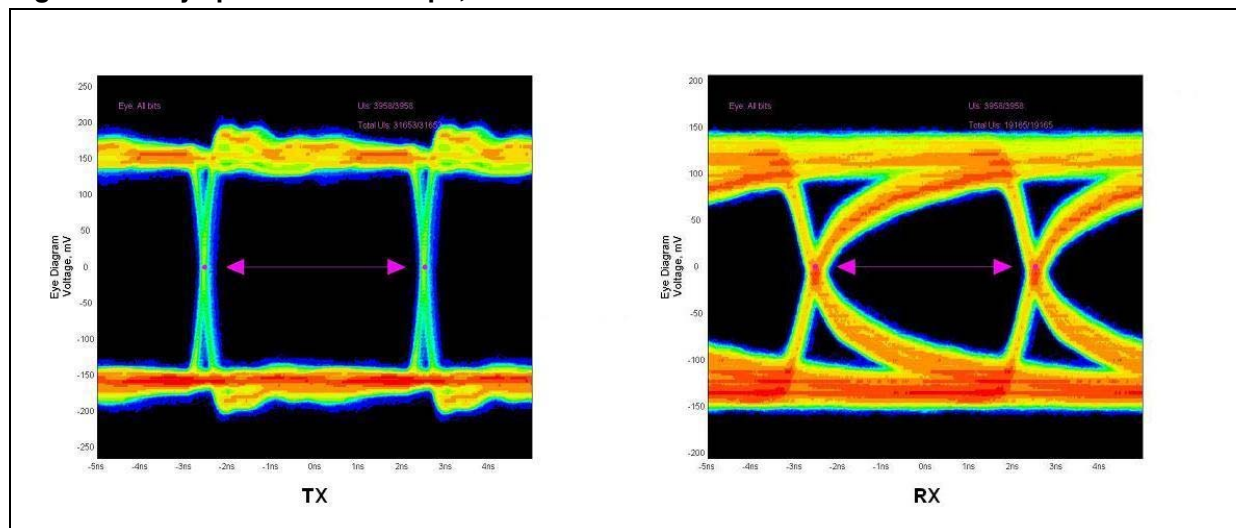 Eye: All bits
UIs: 3958/3958
Total UIs: 31653/3165
250
200
150
100
50
0
-50
-100
-150
-200
-250
Eye Diagram
Voltage, mV
-5ns
-4ns
-3ns
-2ns
-1ns
0ns
1ns
2ns
3ns
4ns
TX
Eye: All bits
UIs: 3958/3958
Total UIs: 19165/19165
200
150
100
50
0
-50
-100
-150
-200
Eye Diagram
Voltage, mV
-5ns
-4ns
-3ns
-2ns
-1ns
0ns
1ns
2ns
3ns
4ns
RX